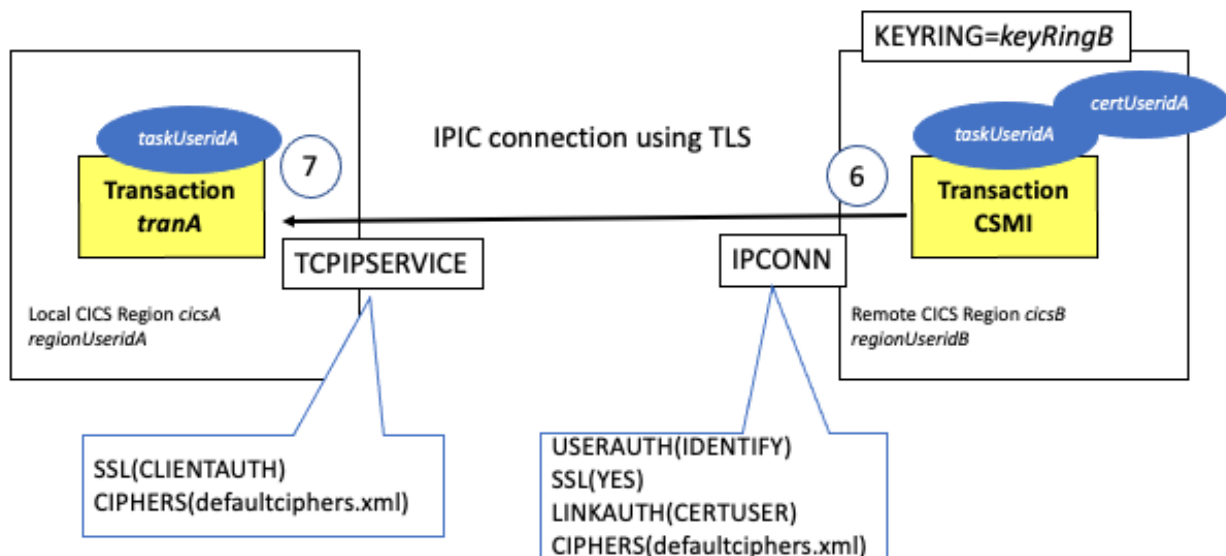 KEYRING=keyRingB
certUseridA
taskUseridA
7
IPIC connection using TLS
6
taskUseridA
Transaction
tranA
Transaction
CSMI
TCPIPSERVICE
IPCONN
Local CICS Region cicsA
regionUseridA
Remote CICS Region cicsB
regionUseridB
SSL(CLIENTAUTH)
CIPHERS(defaultciphers.xml)
USERAUTH(IDENTIFY)
SSL(YES)
LINKAUTH(CERTUSER)
CIPHERS(defaultciphers.xml)